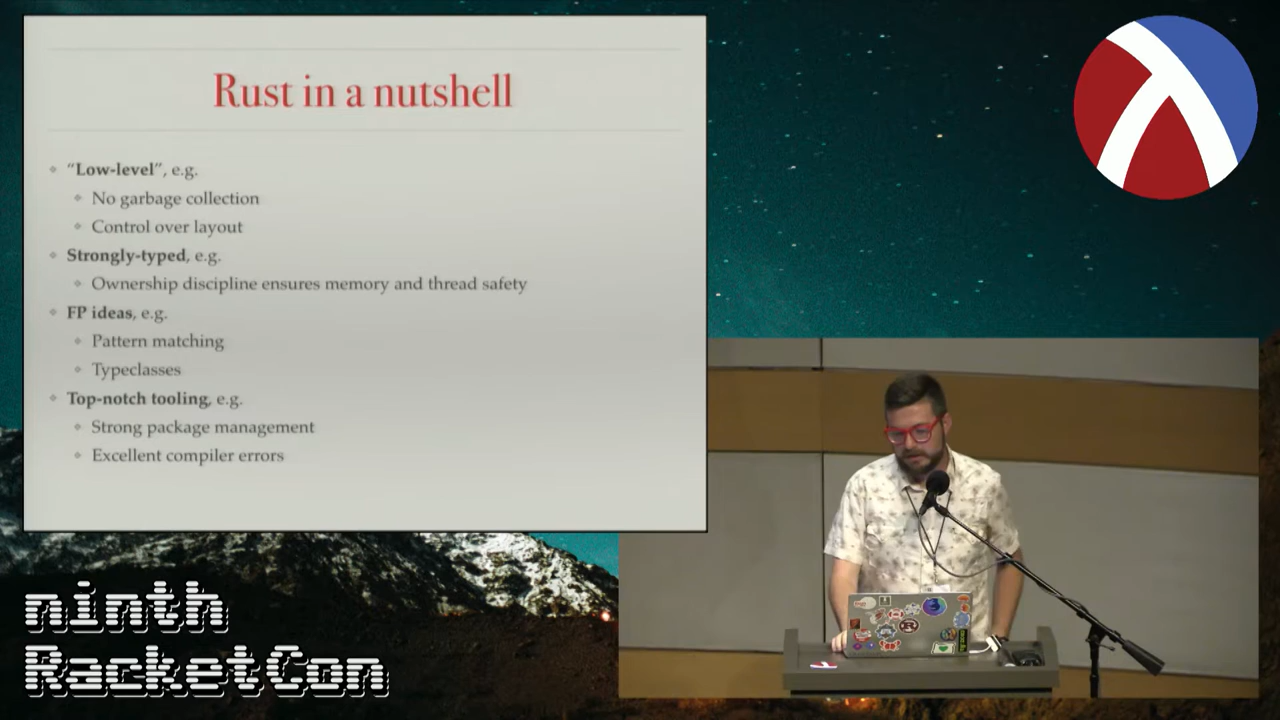 Rust in a nutshell
"Low-level", e.g.
No garbage collection
Control over layout
Strongly-typed, e.g.
Ownership discipline ensures memory and thread safety
FP ideas, e.g.
Pattern matching
Typeclasses
Top-notch tooling, e.g.
Strong package management
Excellent compiler errors
ninth
RacketCon